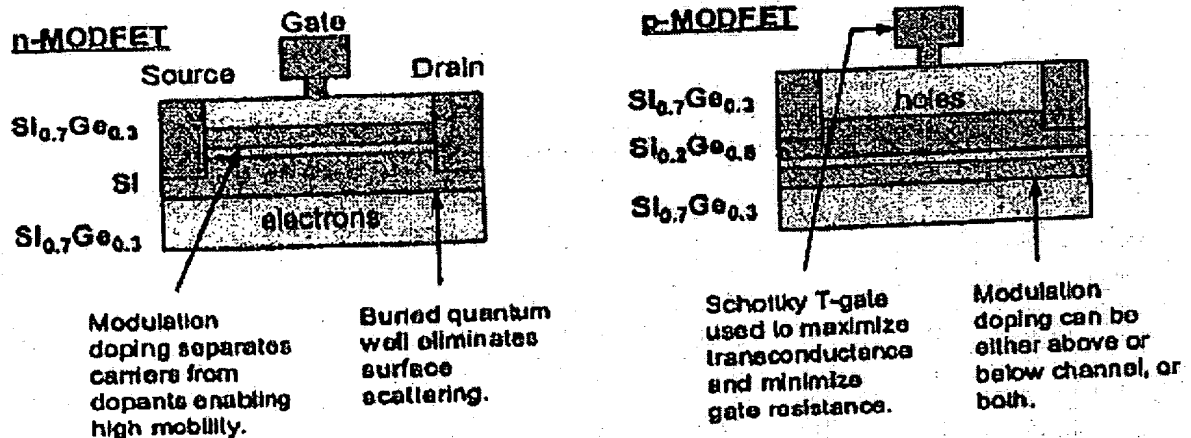 n-MODFET
Gate
Source
Drain
Si0.7Ge0.3
Si
Si0.7Ge0.3
electrons
Modulation
doping separates
carriers from
dopants enabling
high mobility.
Buried quantum
well eliminates
surface
scattering.
p-MODFET
Si0.7Ge0.3
holes
Si0.2Ge0.8
Si0.7Ge0.3
Schottky T-gate
used to maximize
transconductance
and minimize
gate resistance.
Modulation
doping can be
either above or
below channel, or
both.